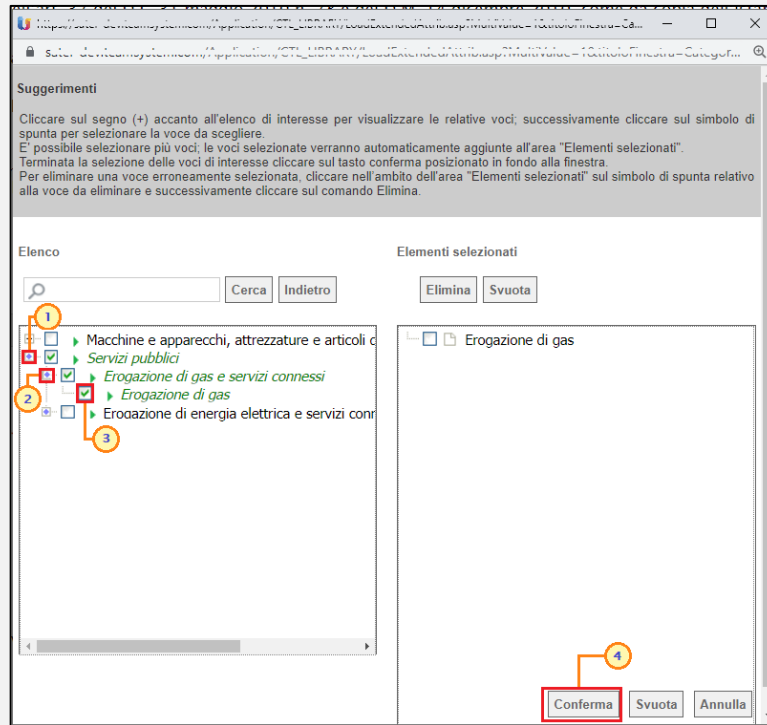 Suggerimenti
Cliccare sul segno (+) accanto all'elenco di interesse per visualizzare le relative voci; successivamente cliccare sul simbolo di
spunta per selezionare la voce da scegliere.
E' possibile selezionare più voci; le voci selezionate verranno automaticamente aggiunte all'area "Elementi selezionati".
Terminata la selezione delle voci di interesse cliccare sul tasto conferma posizionato in fondo alla finestra.
Per eliminare una voce erroneamente selezionata, cliccare nell'ambito dell'area "Elementi selezionati" sul simbolo di spunta relativo
alla voce da eliminare e successivamente cliccare sul comando Elimina.
Elenco
Elementi selezionati
Cerca
Indietro
Elimina
Svuota
1
Macchine e apparecchi, attrezzature e articoli d
Servizi pubblici
Erogazione di gas e servizi connessi
2
Erogazione di gas
Erogazione di energia elettrica e servizi conn
3
Erogazione di gas
4
Conferma
Svuota
Annulla